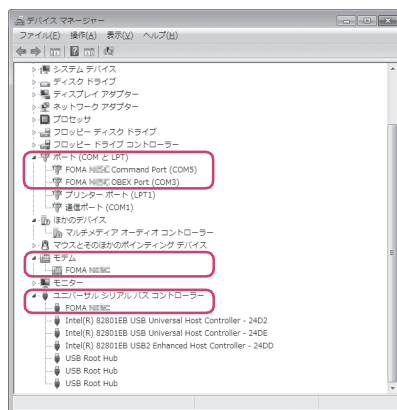 デバイス マネージャー
ファイル(F) 操作(A) 表示(V) ヘルプ(H)
システム デバイス
ディスク ドライブ
ディスプレイ アダプター
ネットワーク アダプター
プロセッサ
フロッピー ディスク ドライブ
フロッピー ドライブ コントローラー
ポート (COM と LPT)
FOMA Command Port (COM5)
FOMA OBEX Port (COM3)
プリンター ポート (LPT1)
通信ポート (COM1)
ほかのデバイス
マルチメディア オーディオ コントローラー
マウスとそのほかのポインティング デバイス
モデム
FOMA
モニター
ユニバーサル シリアル バス コントローラー
FOMA
Intel(R) 82801EB USB Universal Host Controller - 24D2
Intel(R) 82801EB USB Universal Host Controller - 24DE
Intel(R) 82801EB USB2 Enhanced Host Controller - 24DD
USB Root Hub
USB Root Hub
USB Root Hub